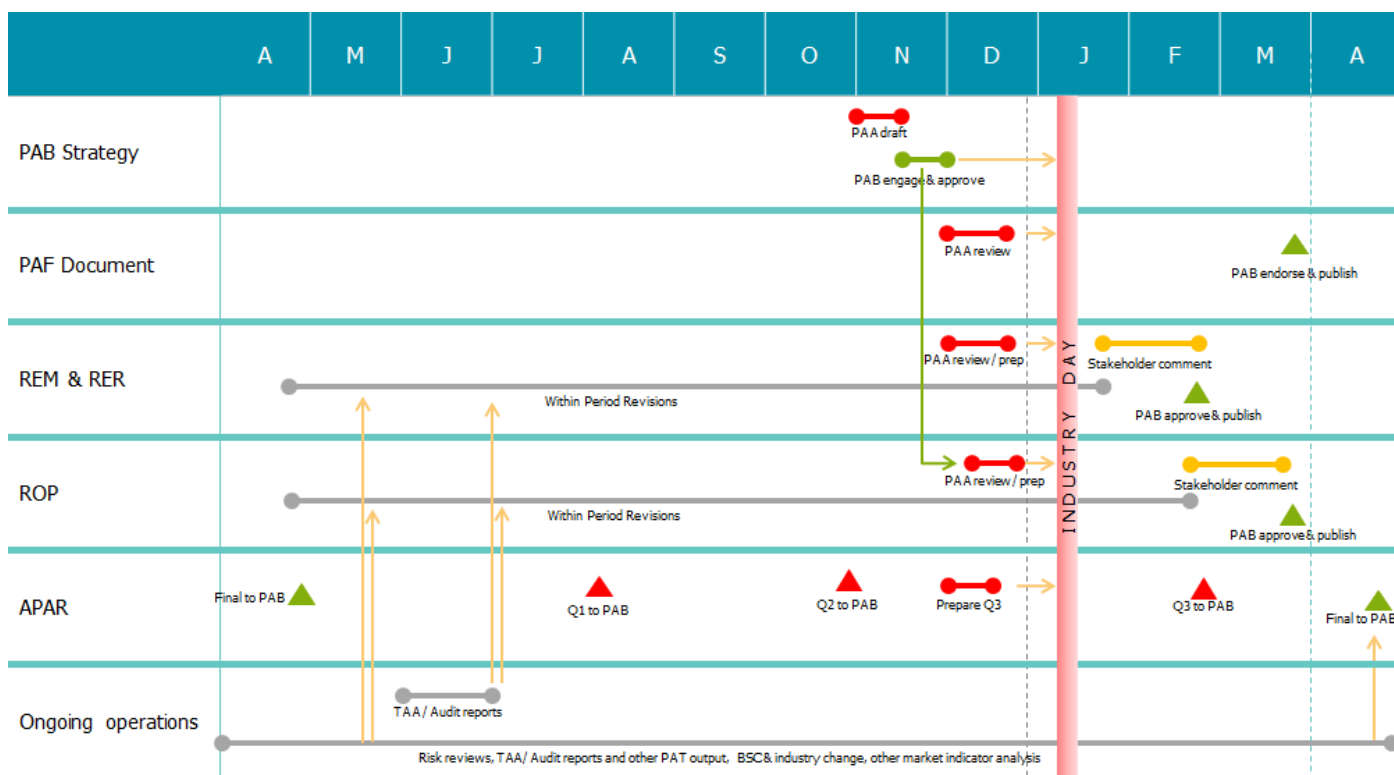 A M J J A S O N D J F M A
PAB Strategy
PAA draft
PAB engage & approve
PAF Document
PAA review
PAB endorse & publish
REM & RER
PAA review / prep
Stakeholder comment
Within Period Revisions
PAB approve & publish
INDUSTRY DAY
ROP
PAA review / prep
Stakeholder comment
Within Period Revisions
PAB approve & publish
APAR
Final to PAB
Q1 to PAB
Q2 to PAB
Prepare Q3
Q3 to PAB
Final to PAB
Ongoing operations
TAA / Audit reports
Risk reviews, TAA/ Audit reports and other PAT output, BSC & industry change, other market indicator analysis